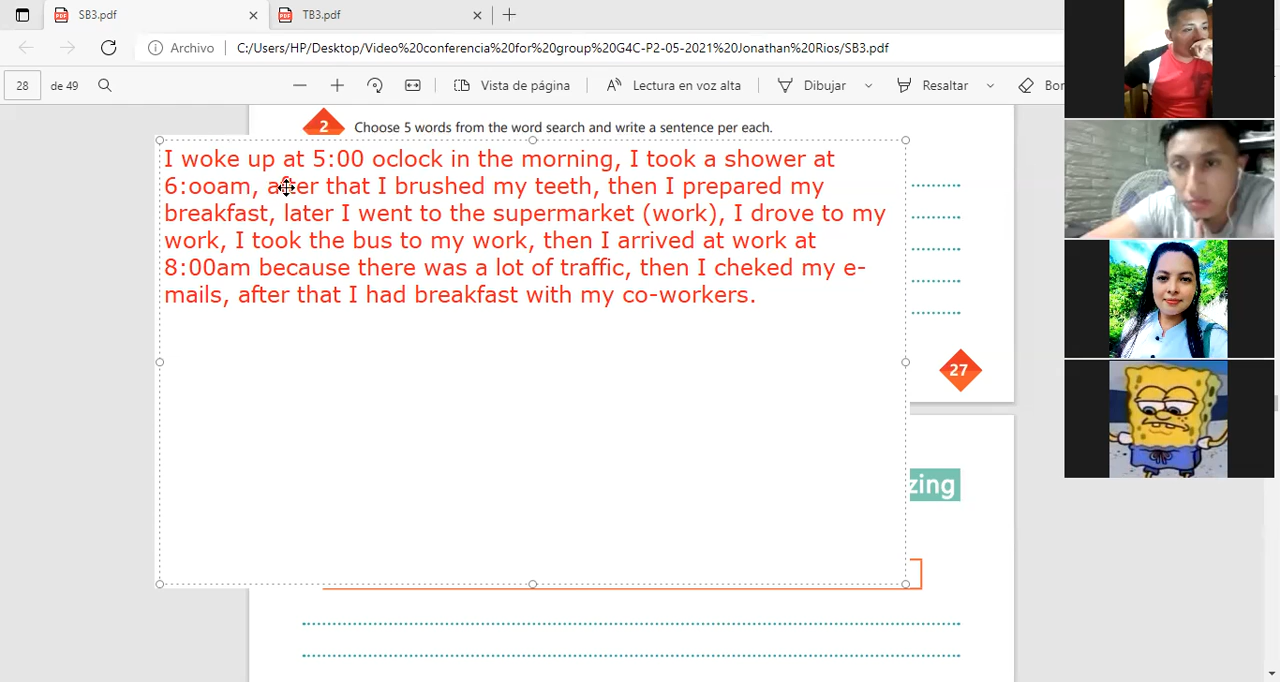 SB3.pdf
TB3.pdf
Archivo
C:/Users/HP/Desktop/Video%20conferencia%20for%20group%20G4C-P2-05-2021%20Jonathan%20Rios/SB3.pdf
28 de 49
Vista de página
Lectura en voz alta
Dibujar
Resaltar
Bor
2 Choose 5 words from the word search and write a sentence per each.
I woke up at 5:00 oclock in the morning, I took a shower at
6:ooam, after that I brushed my teeth, then I prepared my
breakfast, later I went to the supermarket (work), I drove to my
work, I took the bus to my work, then I arrived at work at
8:00am because there was a lot of traffic, then I cheked my e-
mails, after that I had breakfast with my co-workers.
27
zing